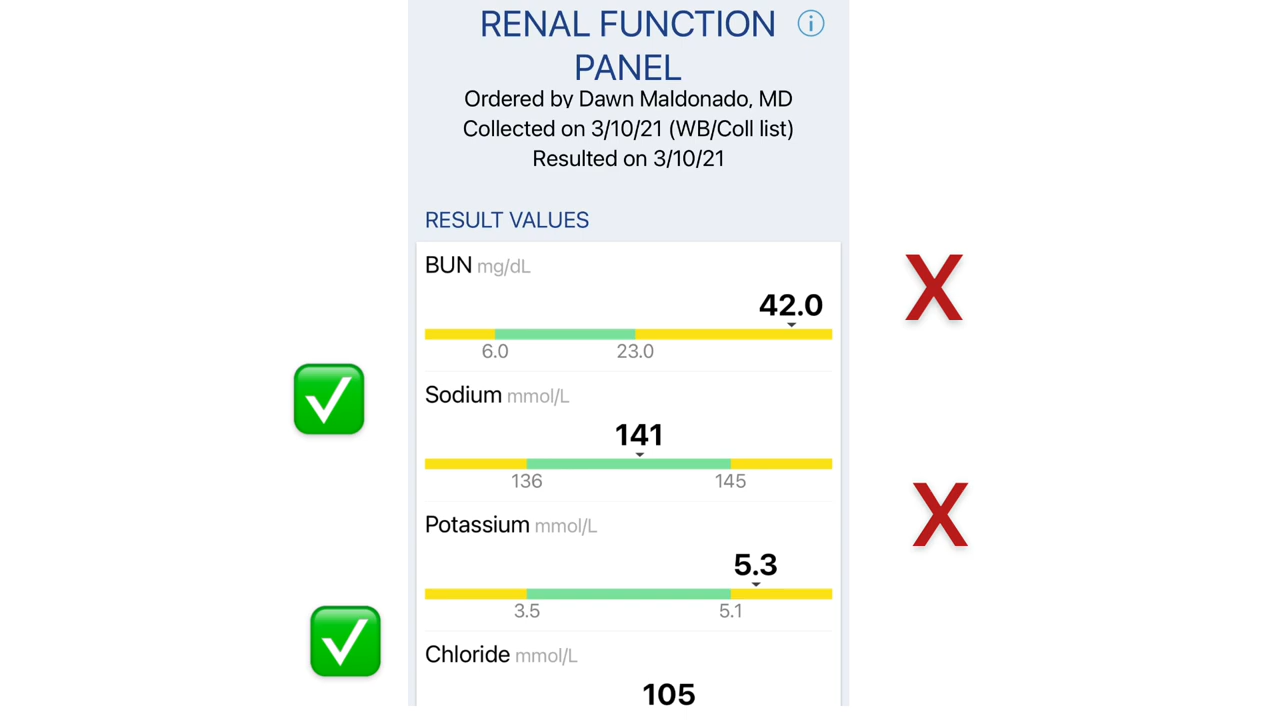 RENAL FUNCTION
PANEL
Ordered by Dawn Maldonado, MD
Collected on 3/10/21 (WB/Coll list)
Resulted on 3/10/21
RESULT VALUES
BUN mg/dL
42.0
6.0 23.0
Sodium mmol/L
141
136 145
Potassium mmol/L
5.3
3.5 5.1
Chloride mmol/L
105
X
X